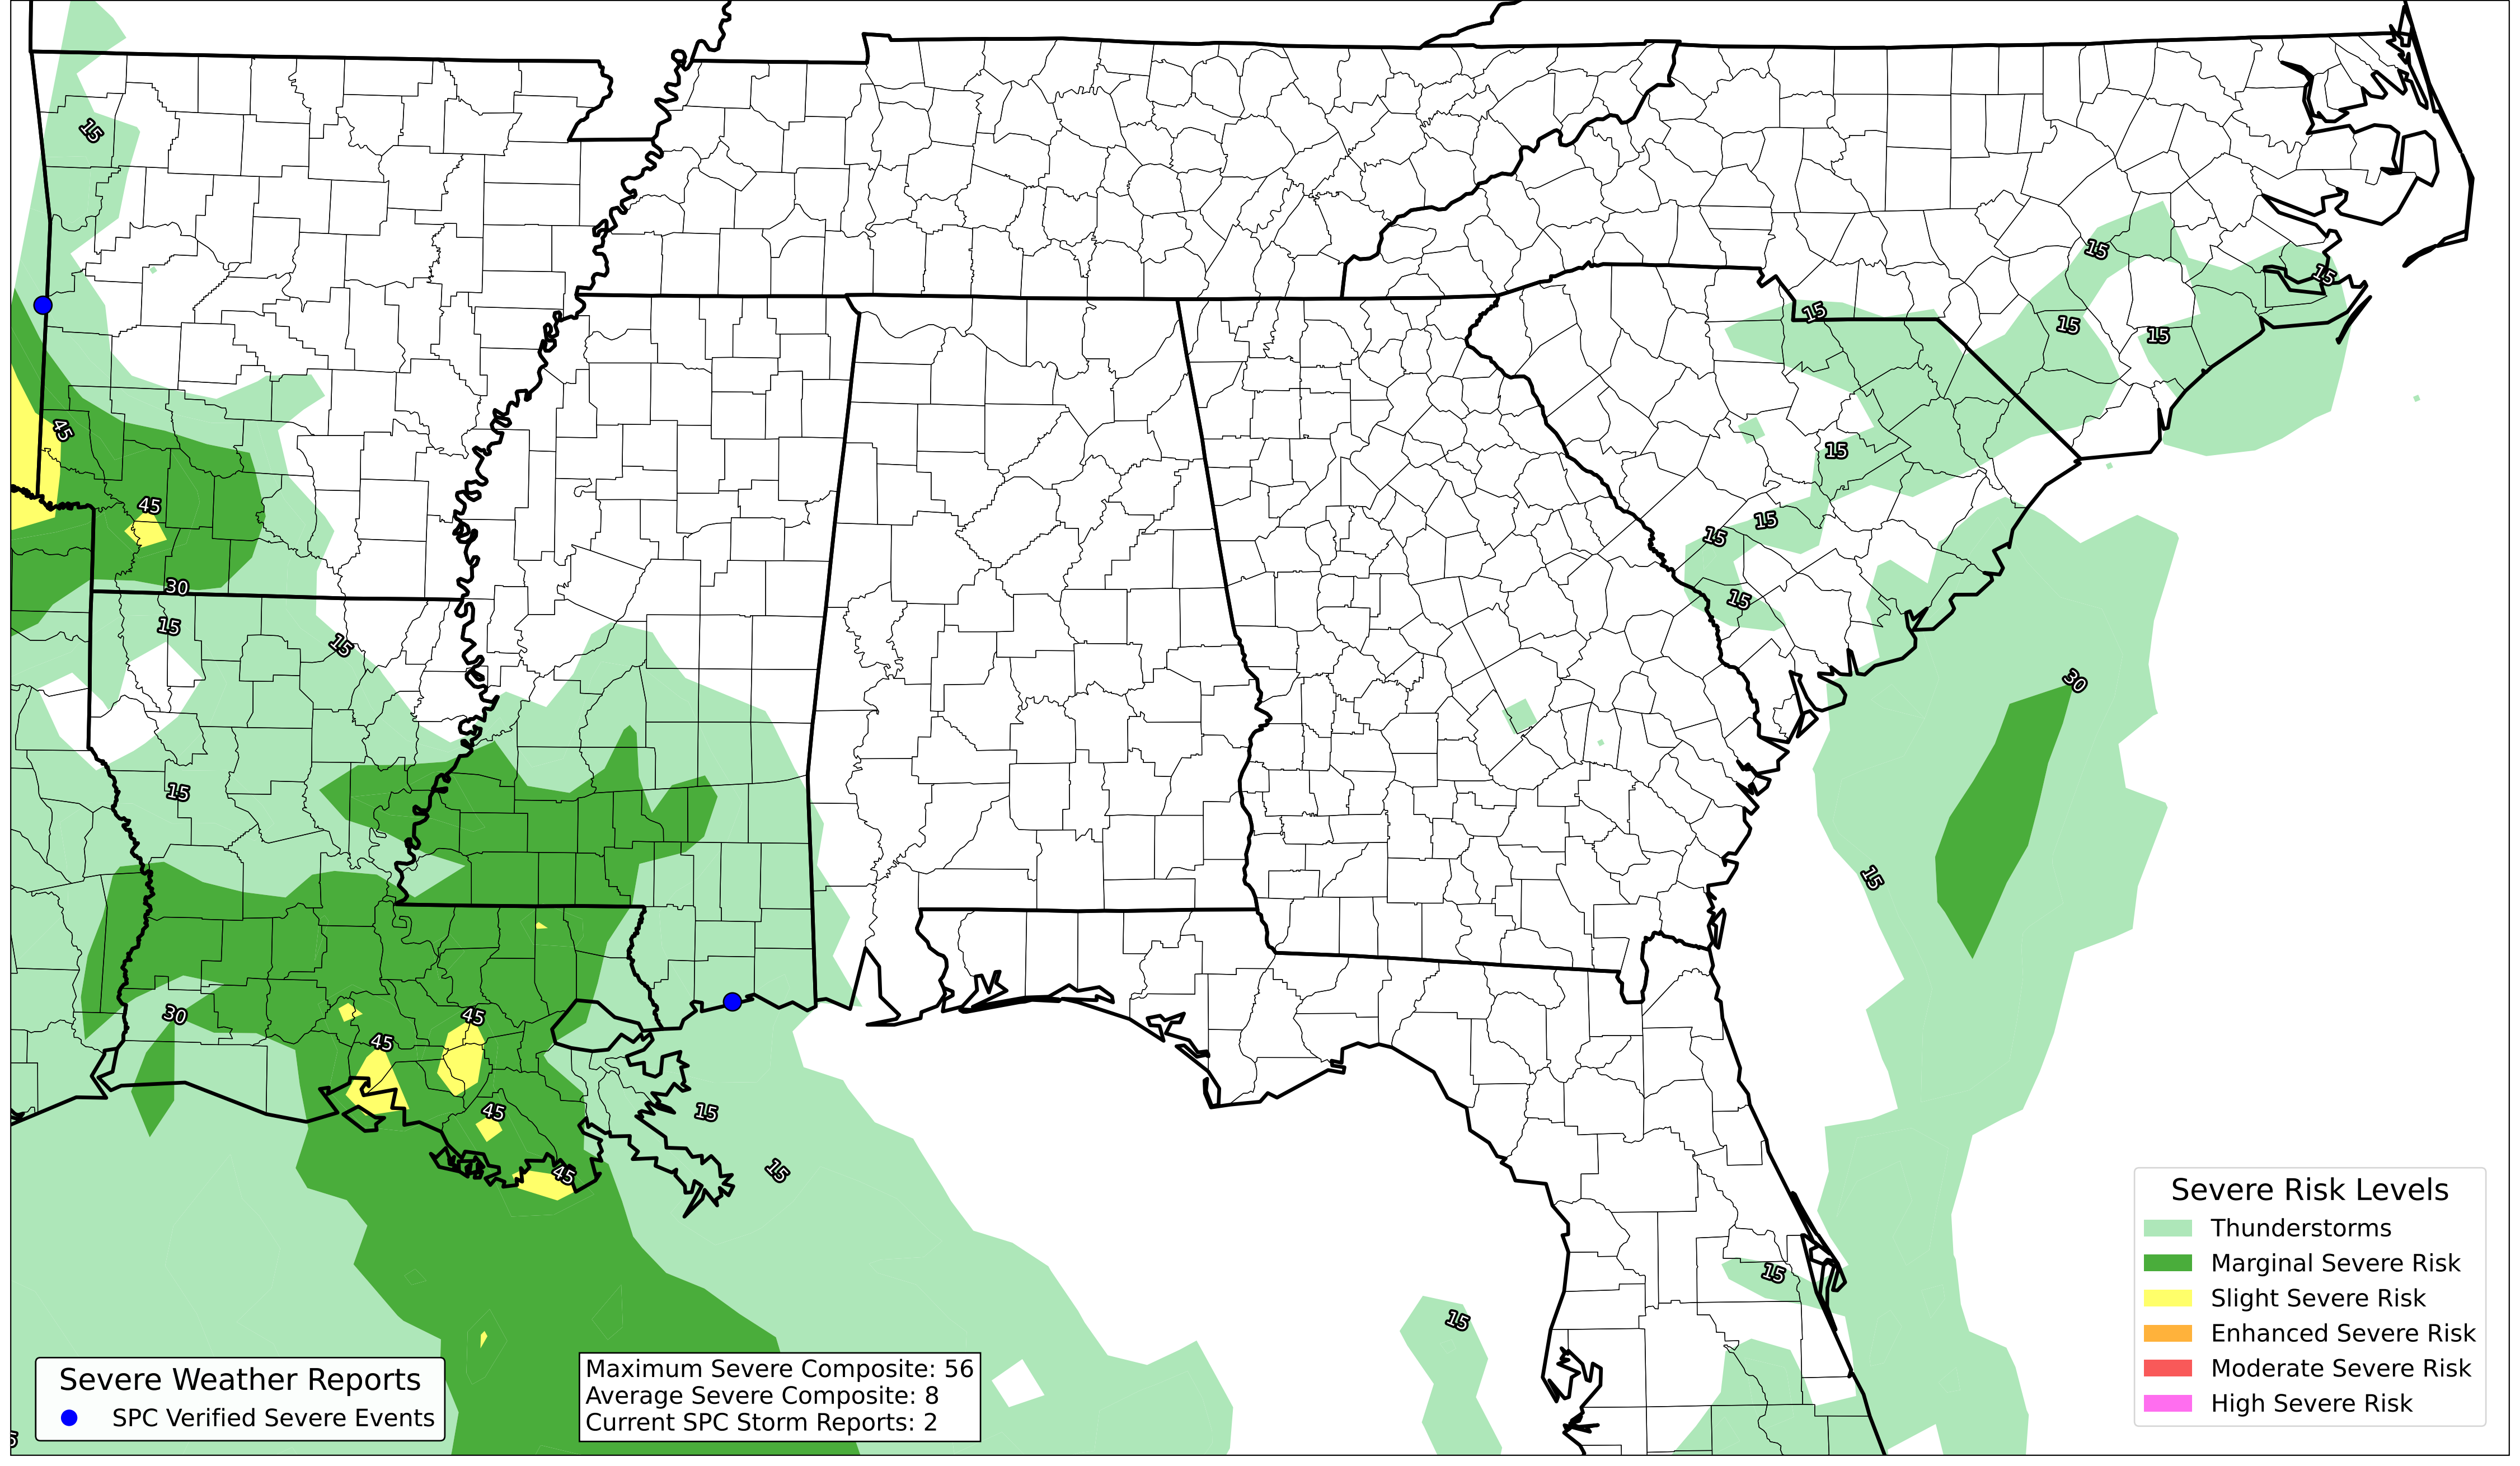 15
15
15
15
15
15
45
15
45
15
15
30
15
15
15
30
15
15
30
45
45
45
15
45
15
15
15
Severe Risk Levels
Thunderstorms
Marginal Severe Risk
Slight Severe Risk
Enhanced Severe Risk
Moderate Severe Risk
High Severe Risk
Severe Weather Reports
SPC Verified Severe Events
Maximum Severe Composite: 56
Average Severe Composite: 8
Current SPC Storm Reports: 2